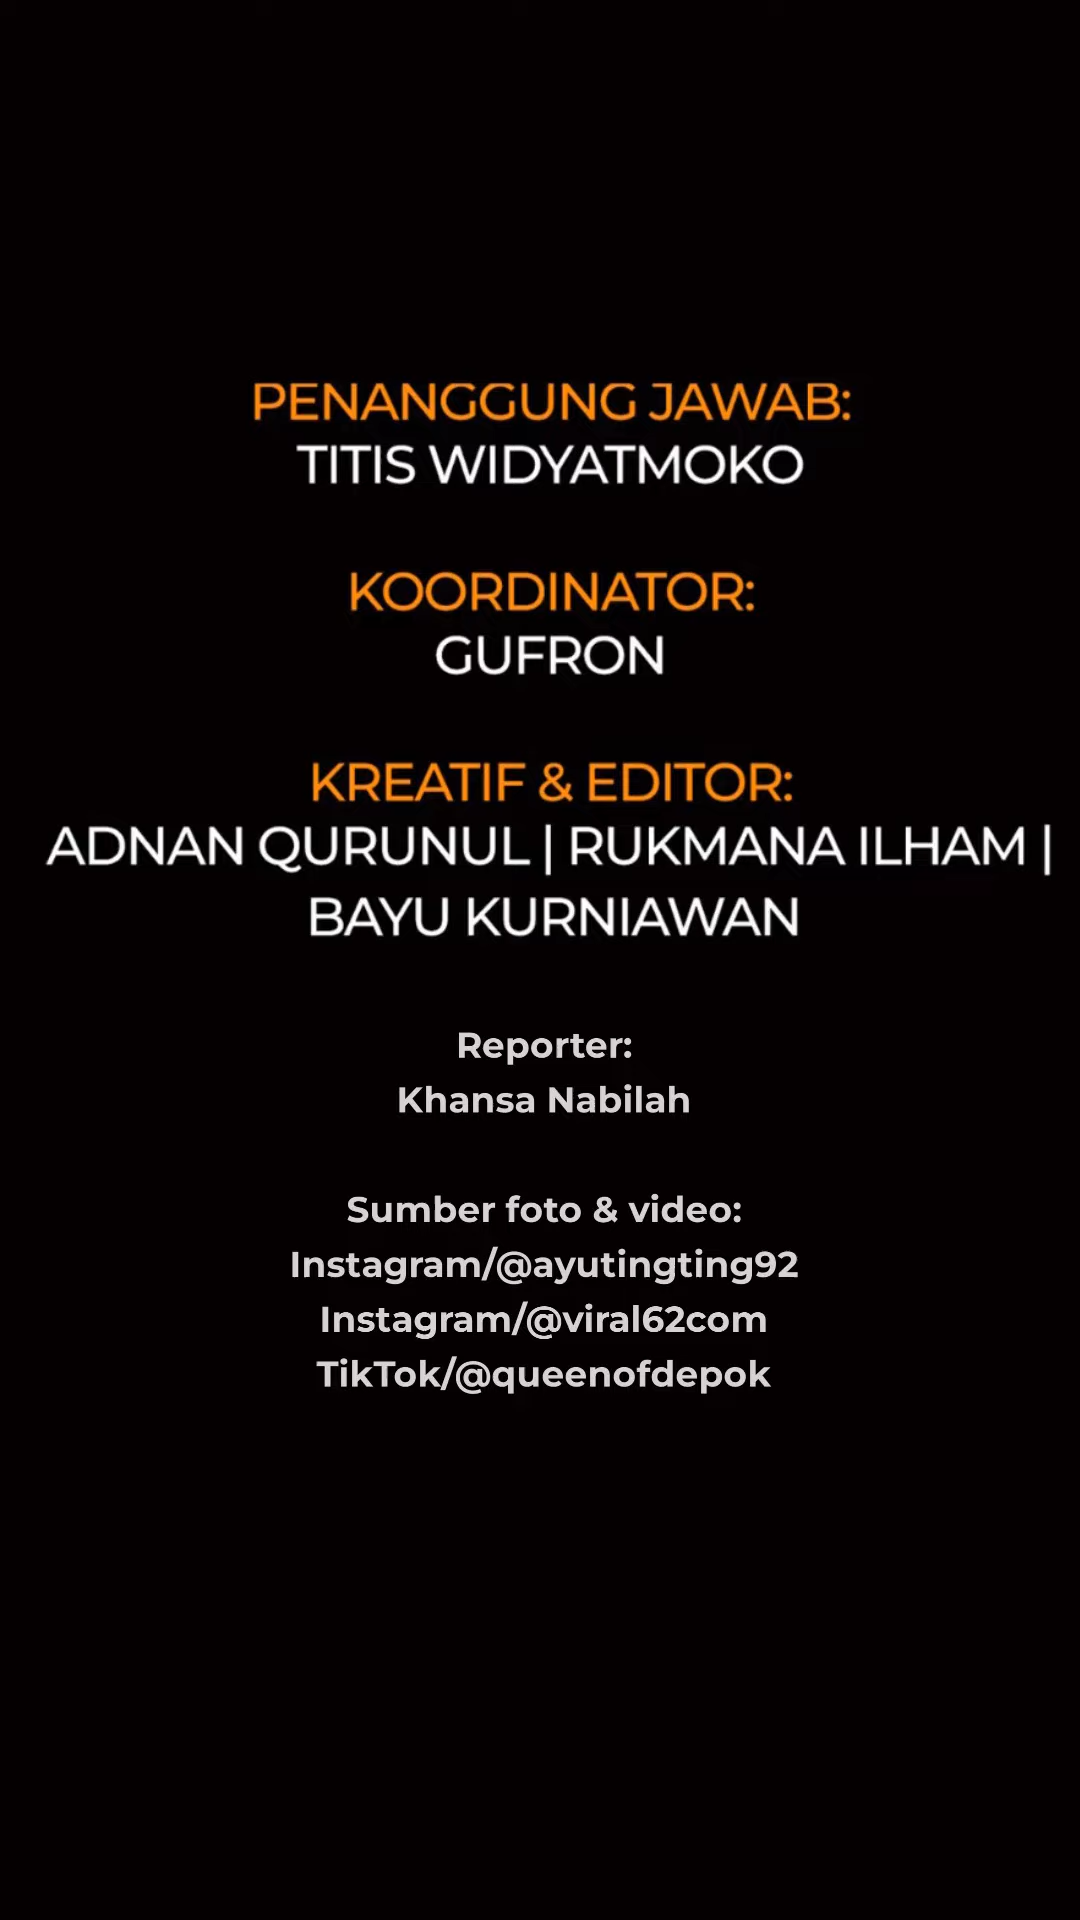 PENANGGUNG JAWAB:
TITIS WIDYATMOKO
KOORDINATOR:
GUFRON
KREATIF & EDITOR:
ADNAN QURUNUL | RUKMANA ILHAM |
BAYU KURNIAWAN
Reporter:
Khansa Nabilah
Sumber foto & video:
Instagram/@ayutingting92
Instagram/@viral62com
TikTok/@queenofdepok